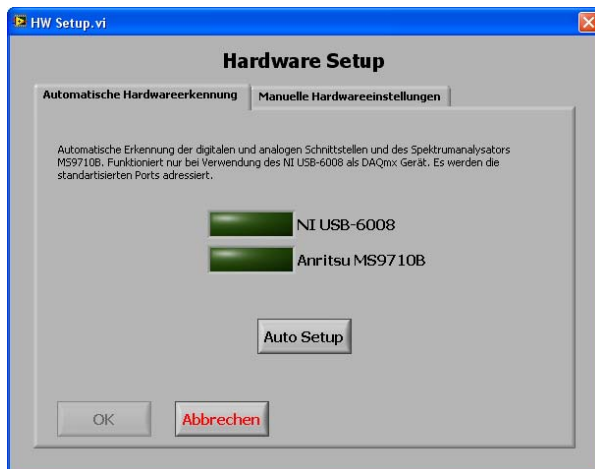 HW Setup.vi
Hardware Setup
Automatische Hardwareerkennung
Manuelle Hardwareeinstellungen
Automatische Erkennung der digitalen und analogen Schnittstellen und des Spektrumanalysators
MS9710B. Funktioniert nur bei Verwendung des NI USB-6008 als DAQmx Gerät. Es werden die
standartisierten Ports adressiert.
NI USB-6008
Anritsu MS9710B
Auto Setup
OK
Abbrechen